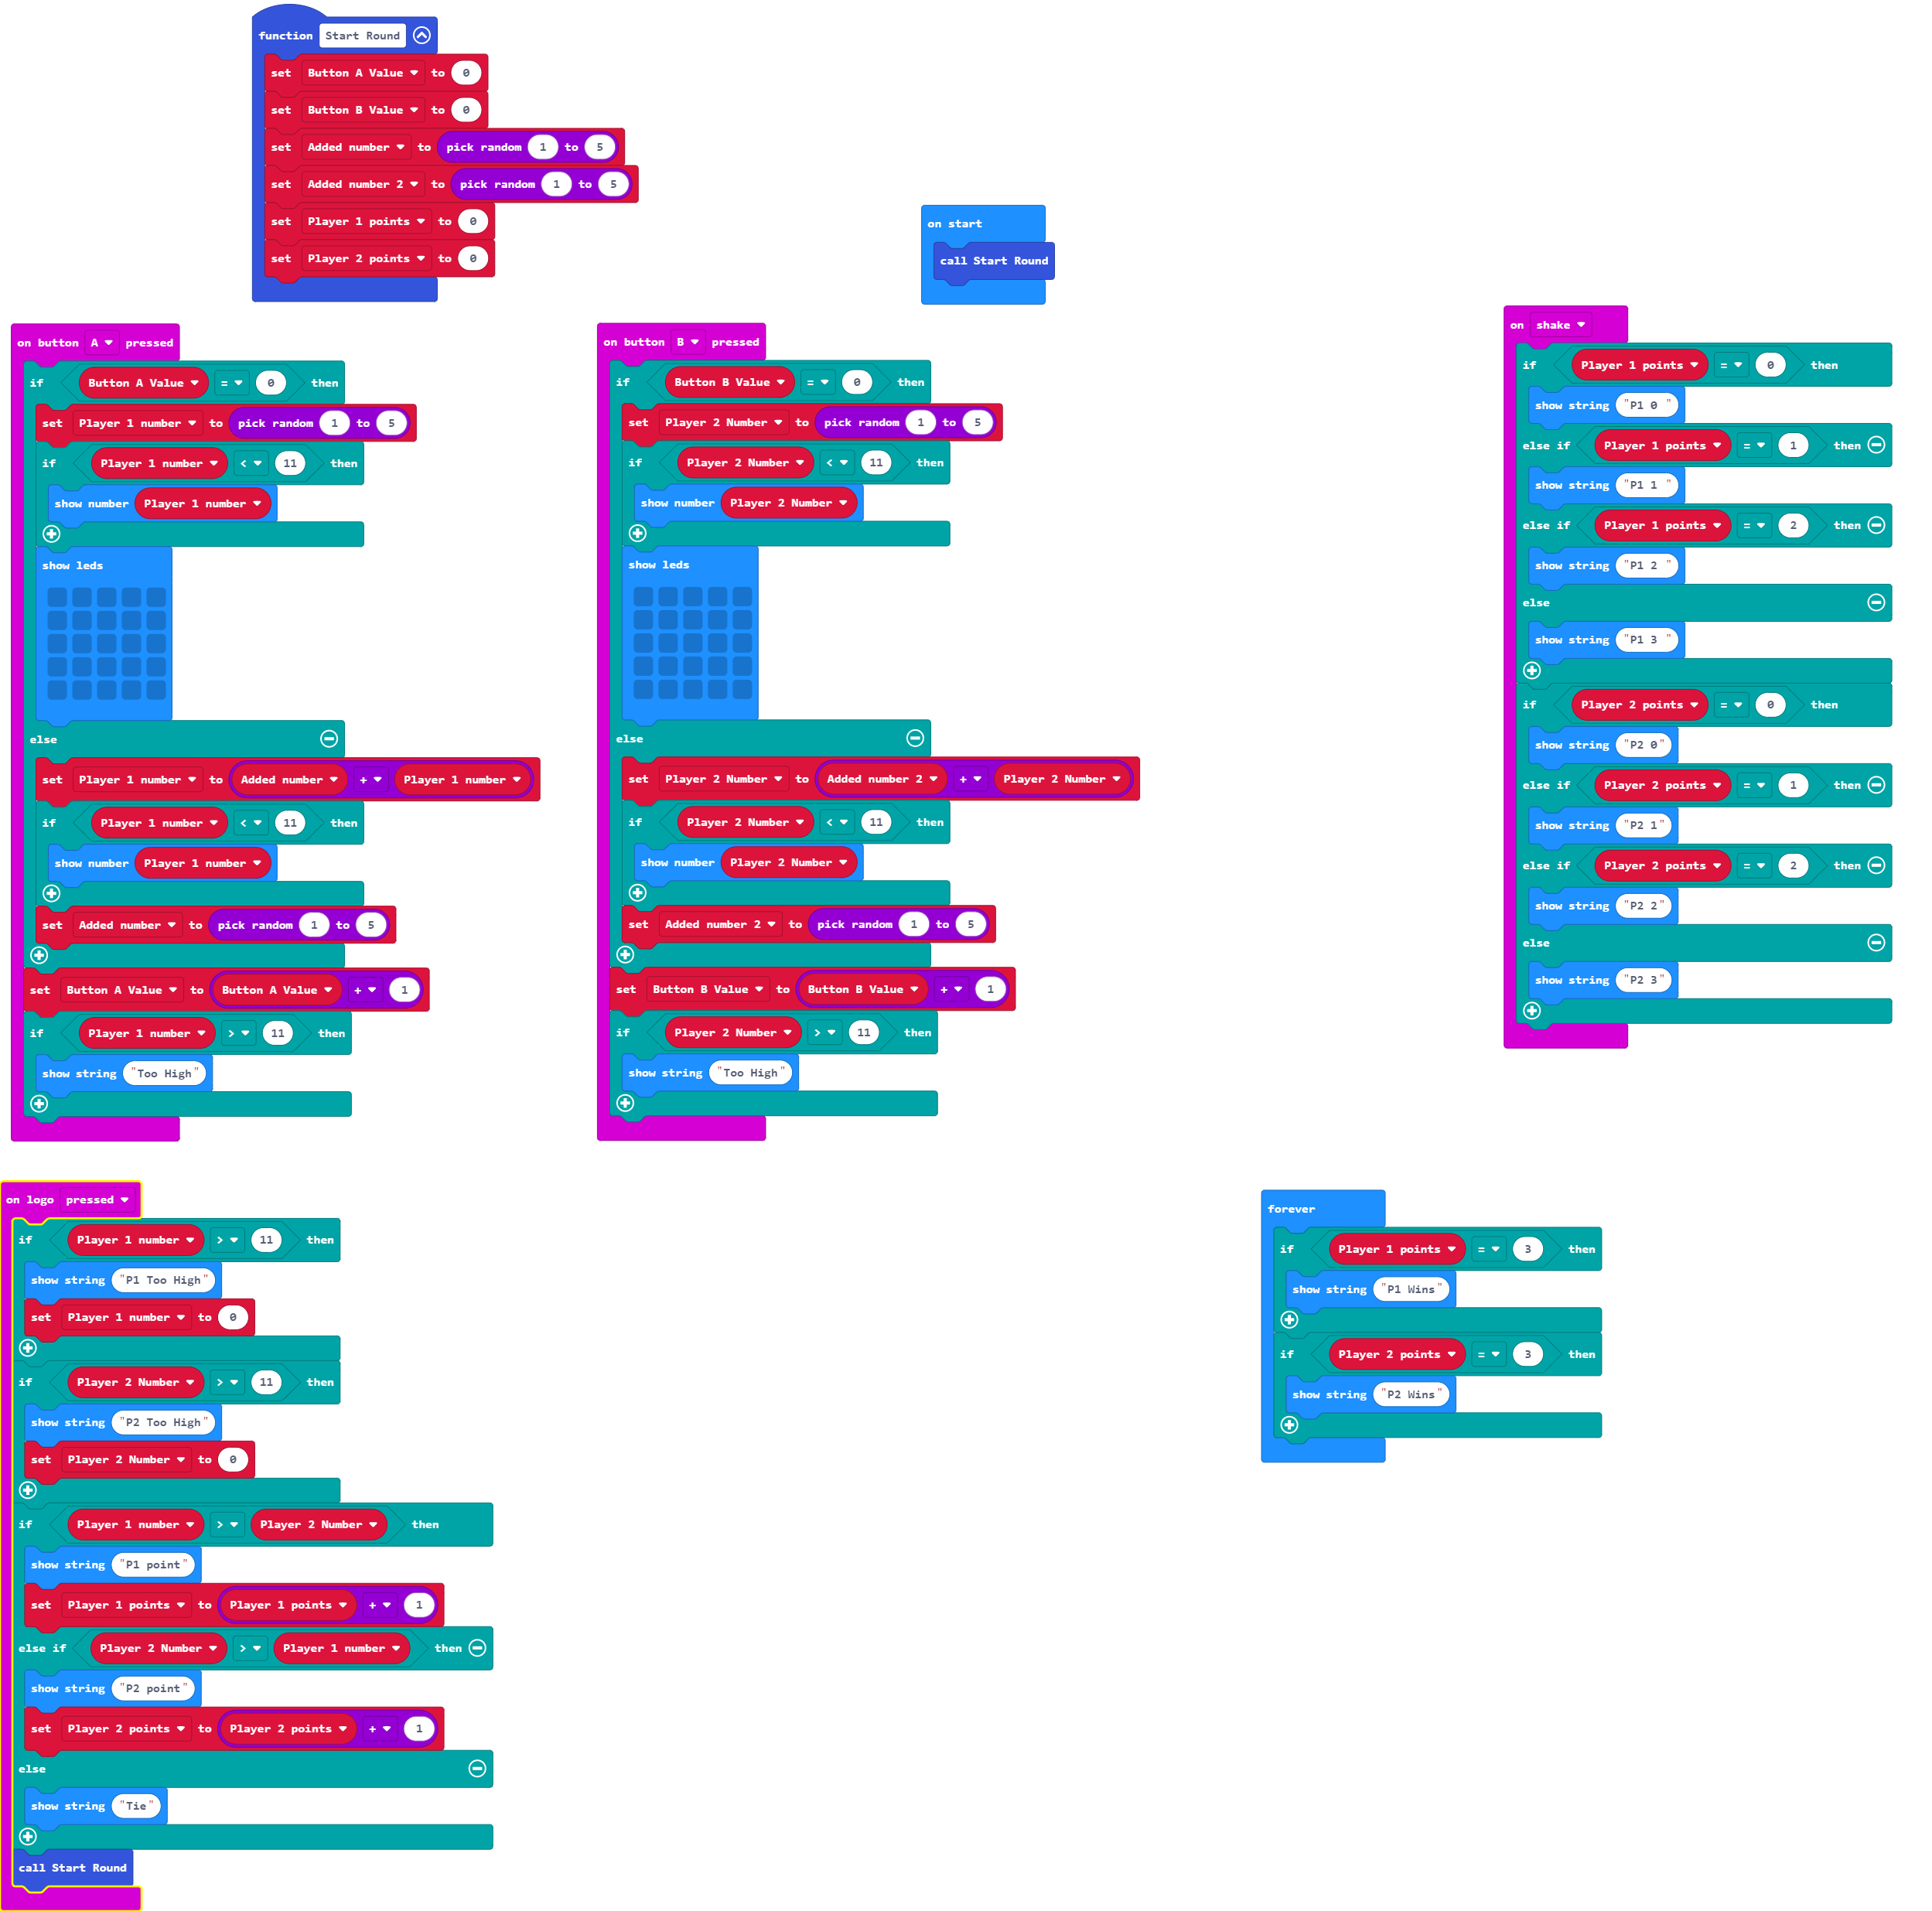 function Start Round
set Button A Value to 0
set Button B Value to 0
set Added number to pick random 1 to 5
set Added number 2 to pick random 1 to 5
set Player 1 points to 0
set Player 2 points to 0
on start
call Start Round
on button A pressed
if Button A Value = 0 then
set Player 1 number to pick random 1 to 5
if Player 1 number < 11 then
show number Player 1 number
show leds
else
set Player 1 number to Added number + Player 1 number
if Player 1 number < 11 then
show number Player 1 number
set Added number to pick random 1 to 5
set Button A Value to Button A Value + 1
if Player 1 number > 11 then
show string "Too High"
on button B pressed
if Button B Value = 0 then
set Player 2 Number to pick random 1 to 5
if Player 2 Number < 11 then
show number Player 2 Number
show leds
else
set Player 2 Number to Added number 2 + Player 2 Number
if Player 2 Number < 11 then
show number Player 2 Number
set Added number 2 to pick random 1 to 5
set Button B Value to Button B Value + 1
if Player 2 Number > 11 then
show string "Too High"
on shake
if Player 1 points = 0 then
show string "P1 0 "
else if Player 1 points = 1 then
show string "P1 1 "
else if Player 1 points = 2 then
show string "P1 2 "
else
show string "P1 3 "
if Player 2 points = 0 then
show string "P2 0"
else if Player 2 points = 1 then
show string "P2 1"
else if Player 2 points = 2 then
show string "P2 2"
else
show string "P2 3"
on logo pressed
if Player 1 number > 11 then
show string "P1 Too High"
set Player 1 number to 0
if Player 2 Number > 11 then
show string "P2 Too High"
set Player 2 Number to 0
if Player 1 number > Player 2 Number then
show string "P1 point"
set Player 1 points to Player 1 points + 1
else if Player 2 Number > Player 1 number then
show string "P2 point"
set Player 2 points to Player 2 points + 1
else
show string "Tie"
call Start Round
forever
if Player 1 points = 3 then
show string "P1 Wins"
if Player 2 points = 3 then
show string "P2 Wins"